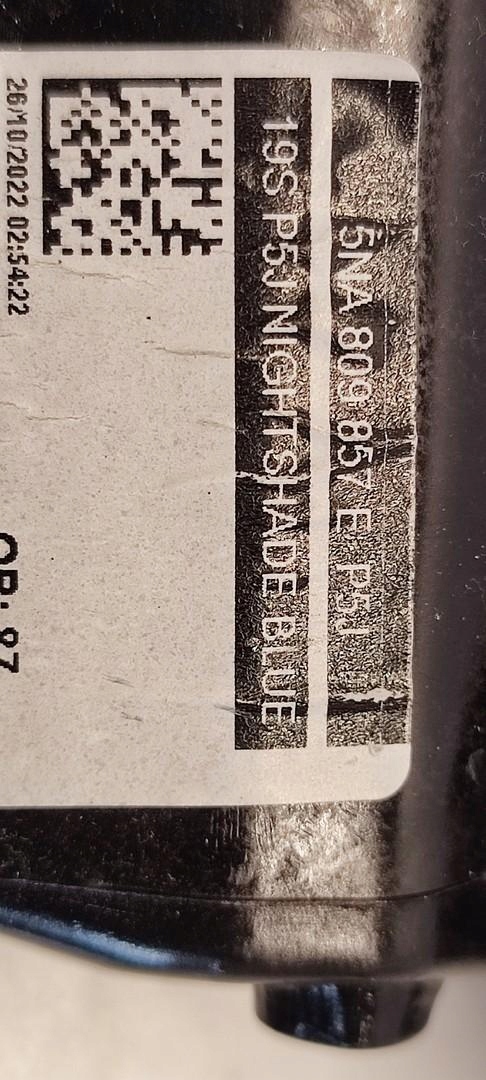 5NA 809 857 E P5J
19S P5J NIGHTSHADE BLUE
26/10/2022 02:54:22